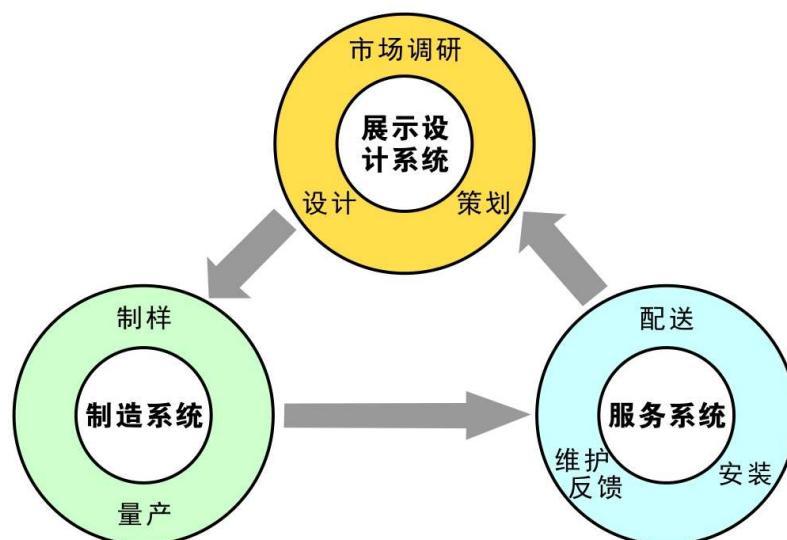 市场调研
展示设
计系统
设计
策划
制样
制造系统
量产
配送
服务系统
维护
反馈
安装